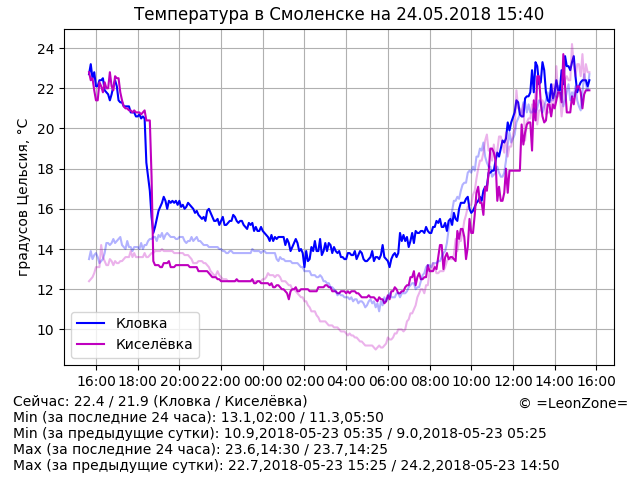 Температура в Смоленске на 24.05.2018 15:40
градусов Цельсия, °C
24
22
20
18
16
14
12
10
Кловка
Киселёвка
16:00 18:00 20:00 22:00 00:00 02:00 04:00 06:00 08:00 10:00 12:00 14:00 16:00
Сейчас: 22.4 / 21.9 (Кловка / Киселёвка)
© =LeonZone=
Min (за последние 24 часа): 13.1,02:00 / 11.3,05:50
Min (за предыдущие сутки): 10.9,2018-05-23 05:35 / 9.0,2018-05-23 05:25
Max (за последние 24 часа): 23.6,14:30 / 23.7,14:25
Max (за предыдущие сутки): 22.7,2018-05-23 15:25 / 24.2,2018-05-23 14:50